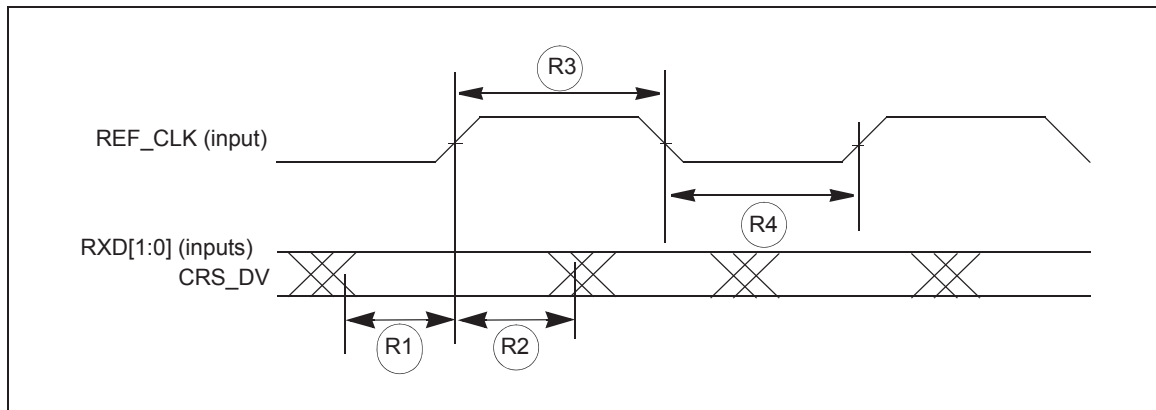 R3
REF_CLK (input)
R4
RXD[1:0] (inputs)
CRS_DV
R1
R2